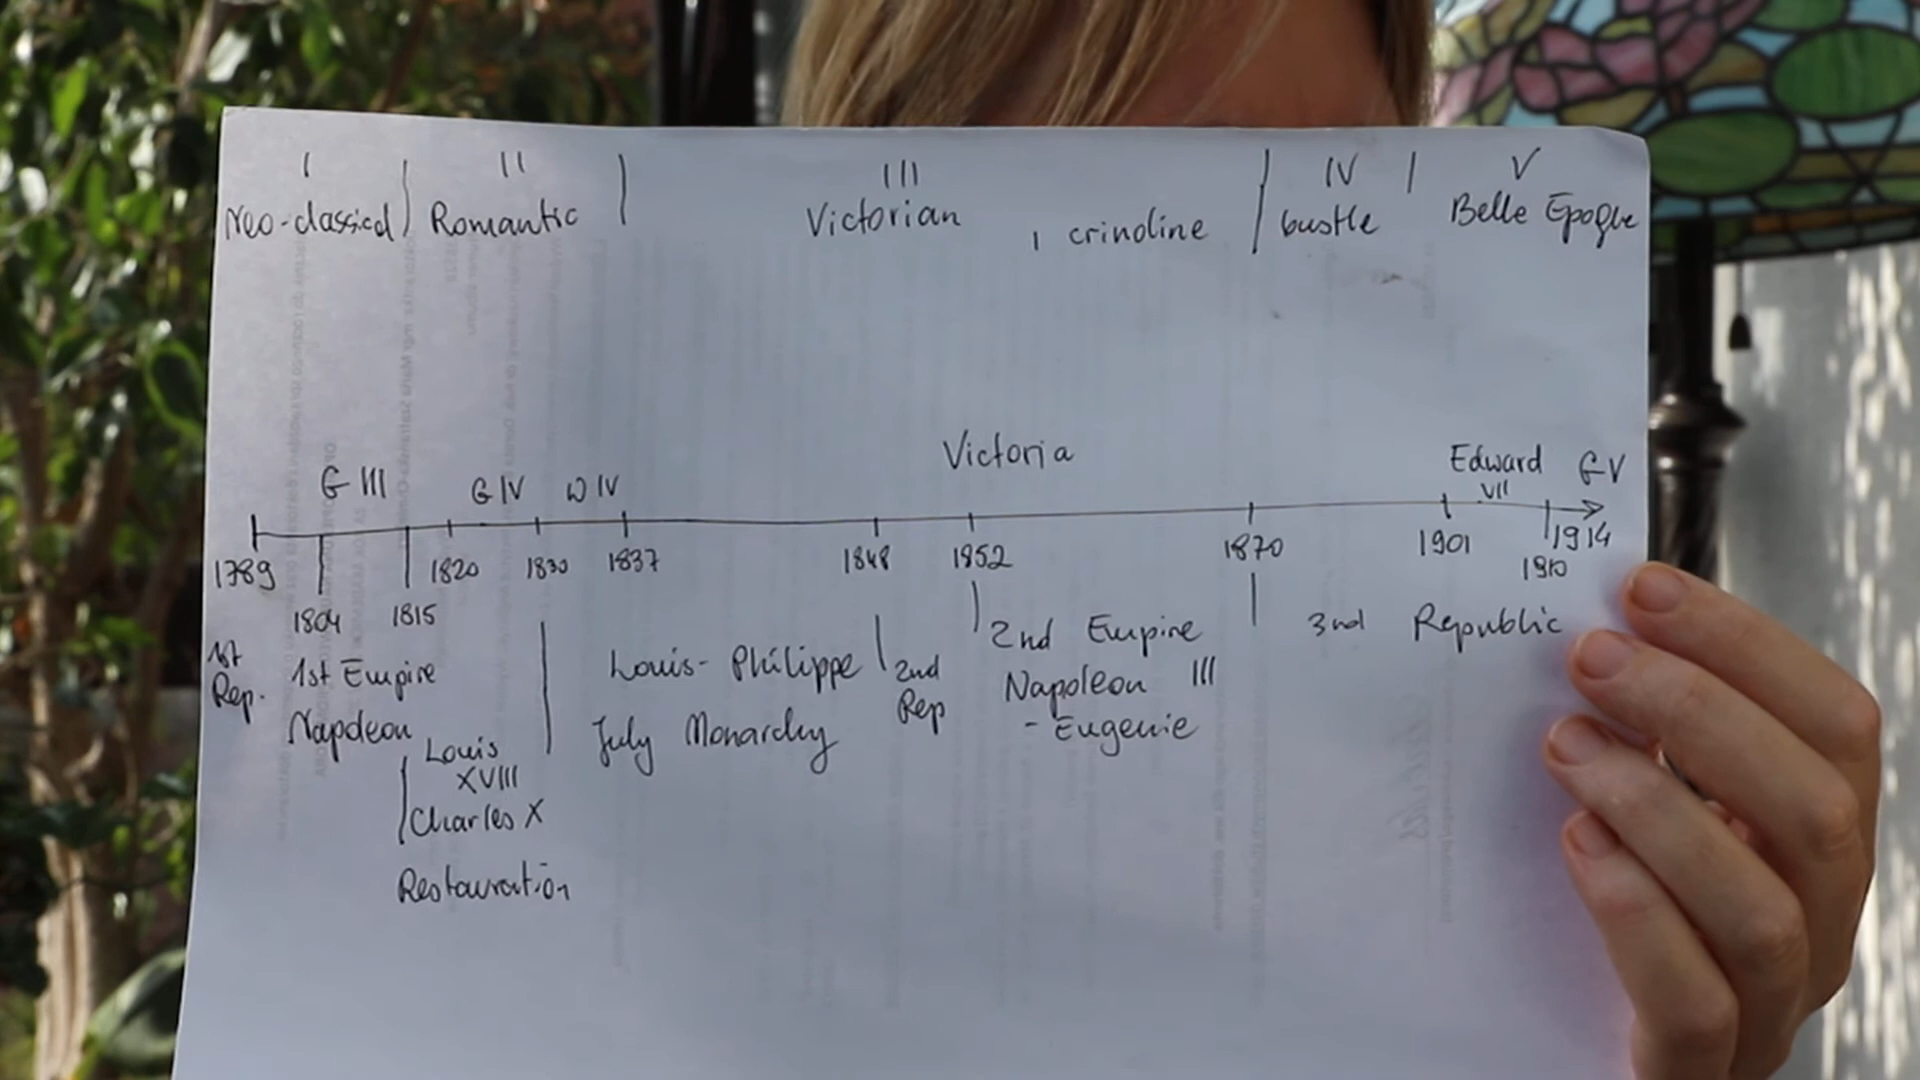 I II III IV V
Neo-classical Romantic Victorian , crinoline bustle Belle Epoque
Victoria
G III G IV W IV Edward VII G V
1789 1804 1815 1820 1830 1837 1848 1852 1870 1901 1910 1914
1st Rep.
1st Empire
Napoleon
Louis XVIII
Charles X
Restauration
Louis-Philippe
July Monarchy
2nd Rep
2nd Empire
Napoleon III
- Eugenie
3rd Republic